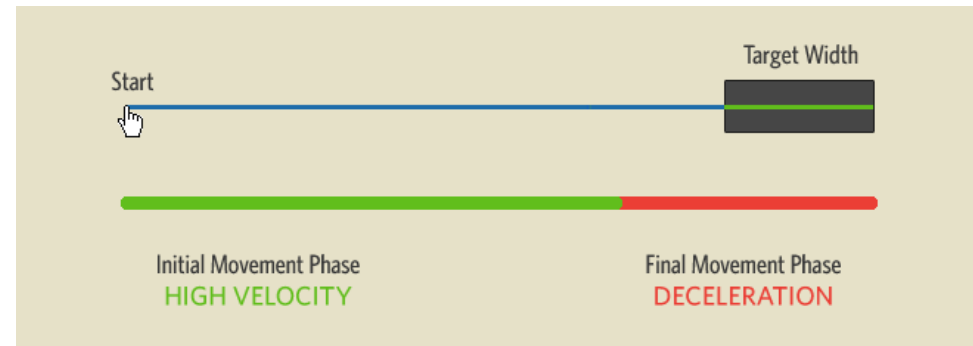 Target Width
Start
Initial Movement Phase
HIGH VELOCITY
Final Movement Phase
DECELERATION